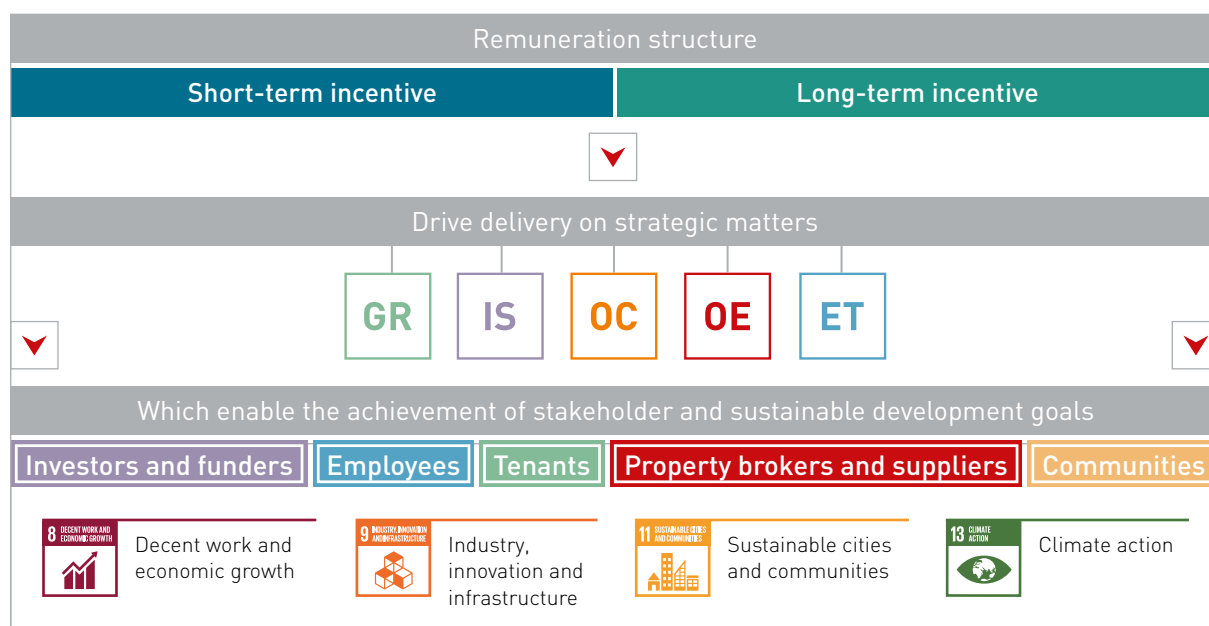 Remuneration structure
Short-term incentive
Long-term incentive
Drive delivery on strategic matters
GR
IS
OC
OE
ET
Which enable the achievement of stakeholder and sustainable development goals
Investors and funders
Employees
Tenants
Property brokers and suppliers
Communities
8 DECENT WORK AND
ECONOMIC GROWTH
Decent work and
economic growth
9 INDUSTRY, INNOVATION
AND INFRASTRUCTURE
Industry,
innovation and
infrastructure
11 SUSTAINABLE CITIES
AND COMMUNITIES
Sustainable cities
and communities
13 CLIMATE
ACTION
Climate action